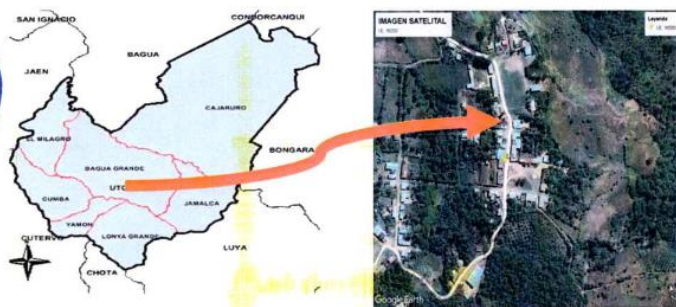 SAN IGNACIO
CONDORCANQUI
BAGUA
JAEN
CAJARURO
EL MILAGRO
BONGARA
BAGUA GRANDE
CUMBA
JAMALCA
YAMON
LONYA GRANDE
CUTERVO
LUYA
CHOTA
IMAGEN SATELITAL
Leyenda
Google Earth